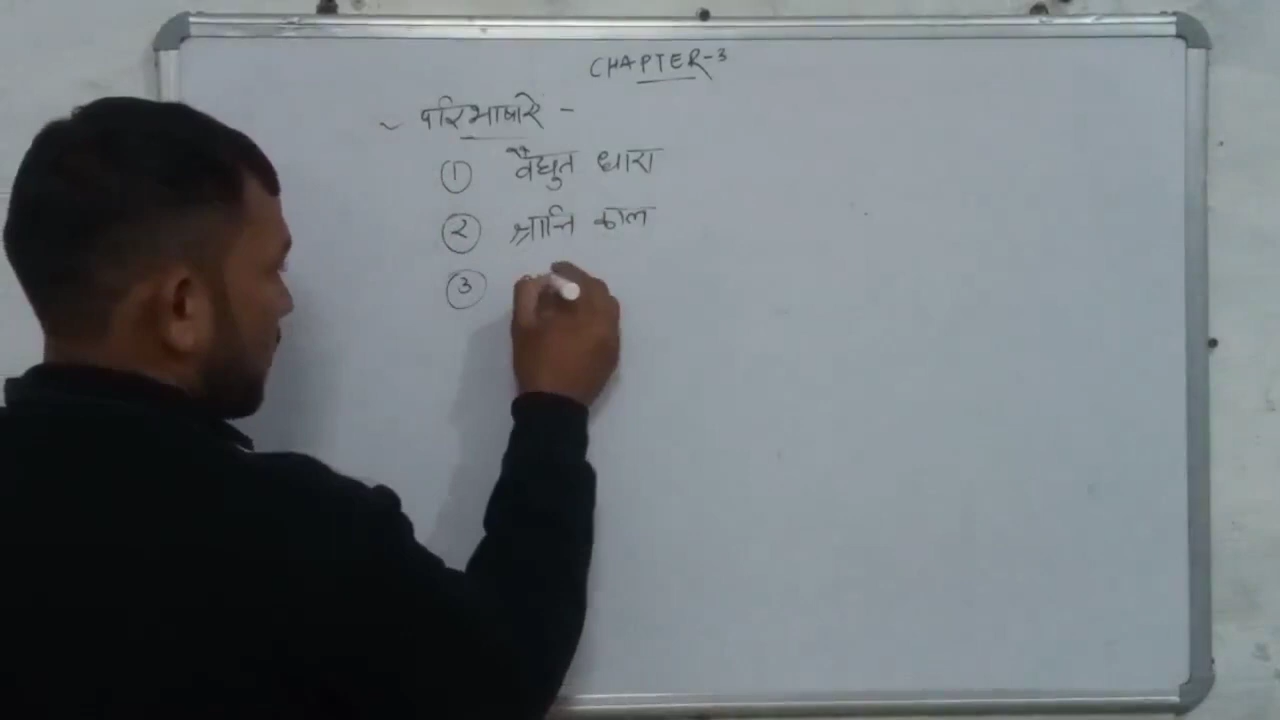 CHAPTER-3
~ परिभाषाऐं -
① वैद्युत धारा
② श्रान्ति काल
③